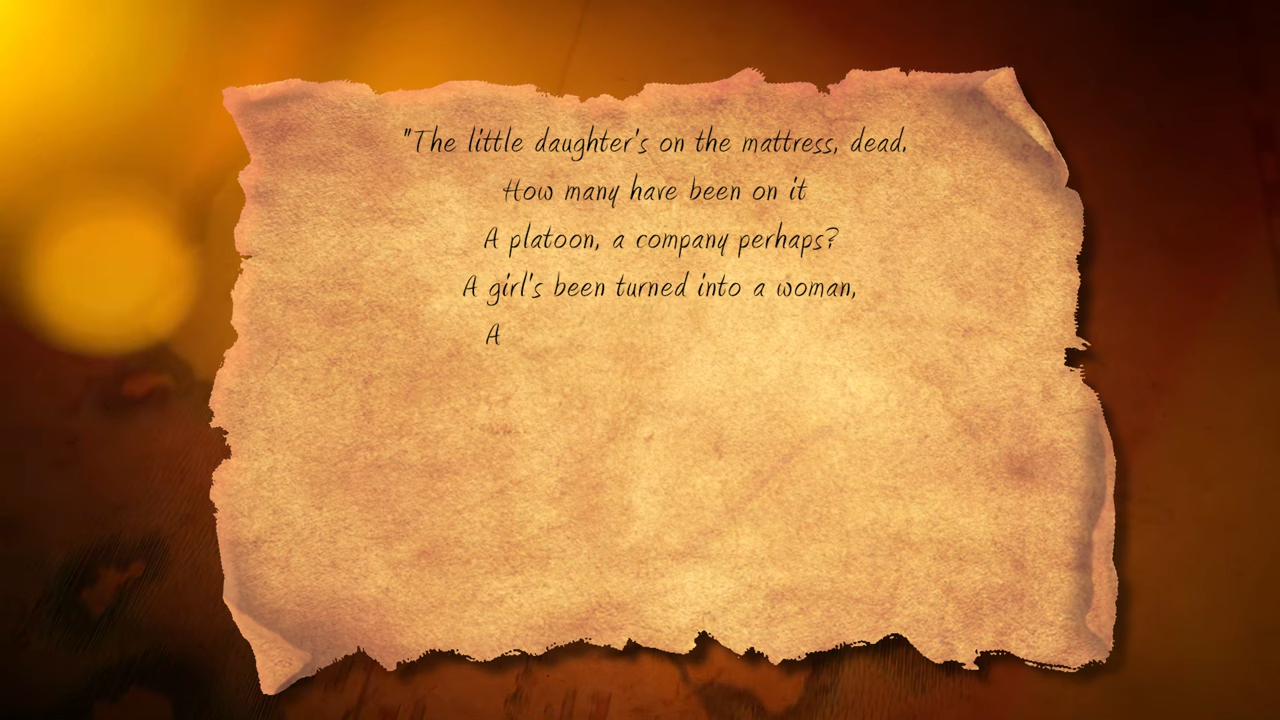 "The little daughter's on the mattress, dead.
How many have been on it
A platoon, a company perhaps?
A girl's been turned into a woman,
A